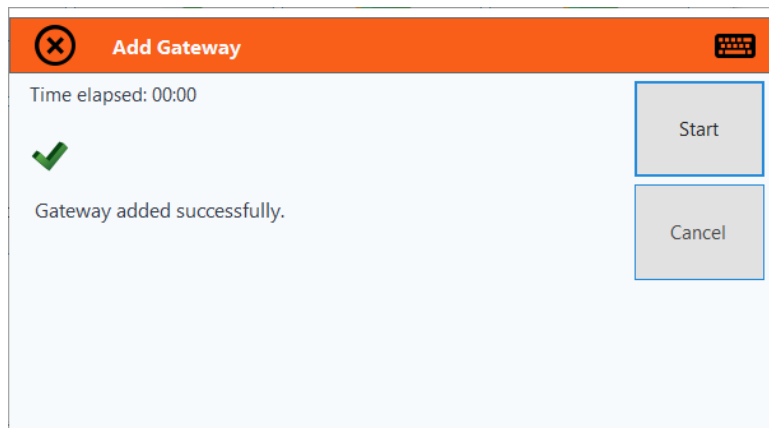 Add Gateway
Time elapsed: 00:00
Start
Gateway added successfully.
Cancel